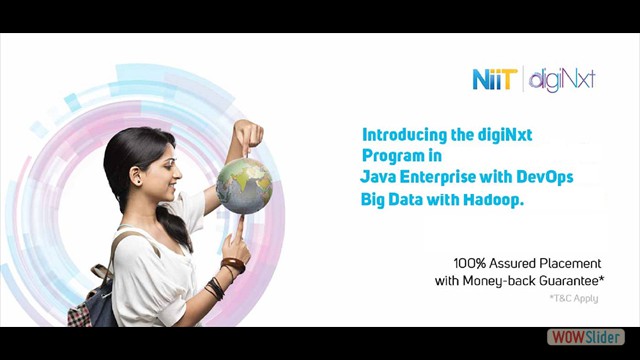 NiiT digiNxt
Introducing the digiNxt
Program in
Java Enterprise with DevOps
Big Data with Hadoop.
100% Assured Placement
with Money-back Guarantee*
*T&C Apply
WOWSlider